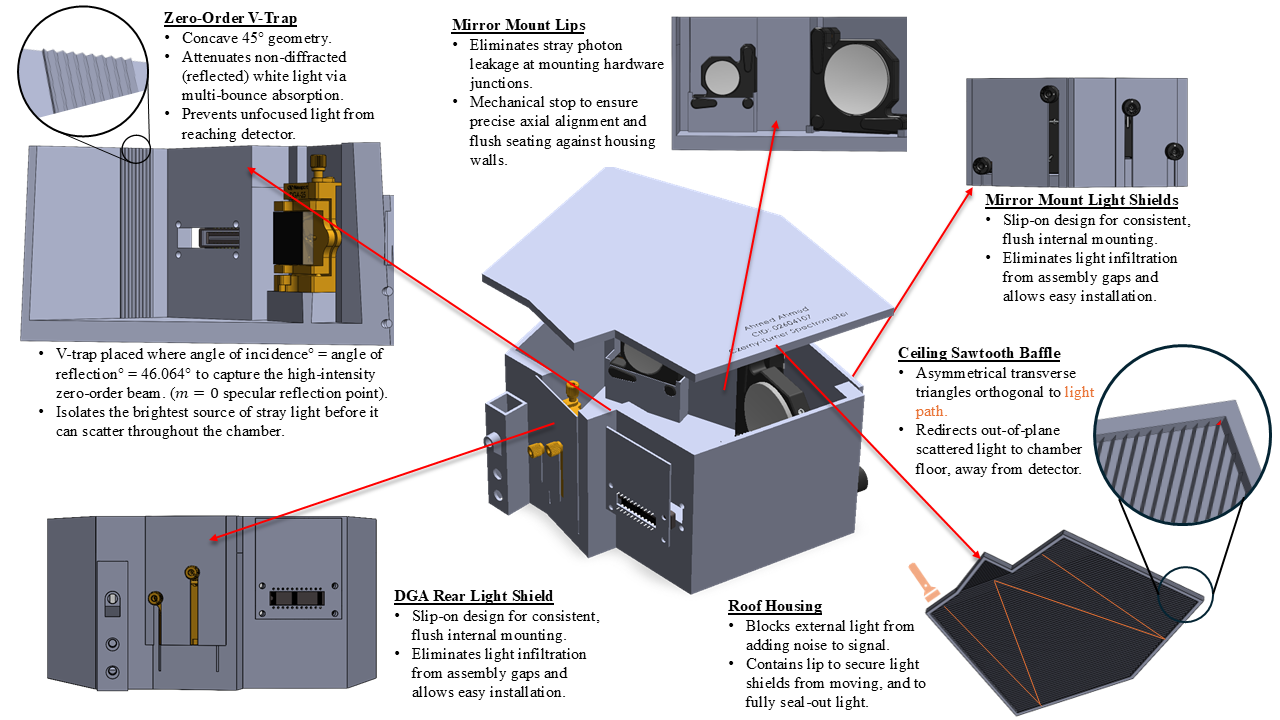 Zero-Order V-Trap
• Concave 45° geometry.
• Attenuates non-diffracted
(reflected) white light via
multi-bounce absorption.
• Prevents unfocused light from
reaching detector.
• V-trap placed where angle of incidence° = angle of
reflection° = 46.064° to capture the high-intensity
zero-order beam. (m = 0 specular reflection point).
• Isolates the brightest source of stray light before it
can scatter throughout the chamber.
Mirror Mount Lips
• Eliminates stray photon
leakage at mounting hardware
junctions.
• Mechanical stop to ensure
precise axial alignment and
flush seating against housing
walls.
Mirror Mount Light Shields
• Slip-on design for consistent,
flush internal mounting.
• Eliminates light infiltration
from assembly gaps and
allows easy installation.
Ahmed Ahmad
CID: 02604107
Czerny-Turner Spectrometer
Ceiling Sawtooth Baffle
• Asymmetrical transverse
triangles orthogonal to light
path.
• Redirects out-of-plane
scattered light to chamber
floor, away from detector.
DGA Rear Light Shield
• Slip-on design for consistent,
flush internal mounting.
• Eliminates light infiltration
from assembly gaps and
allows easy installation.
Roof Housing
• Blocks external light from
adding noise to signal.
• Contains lip to secure light
shields from moving, and to
fully seal-out light.